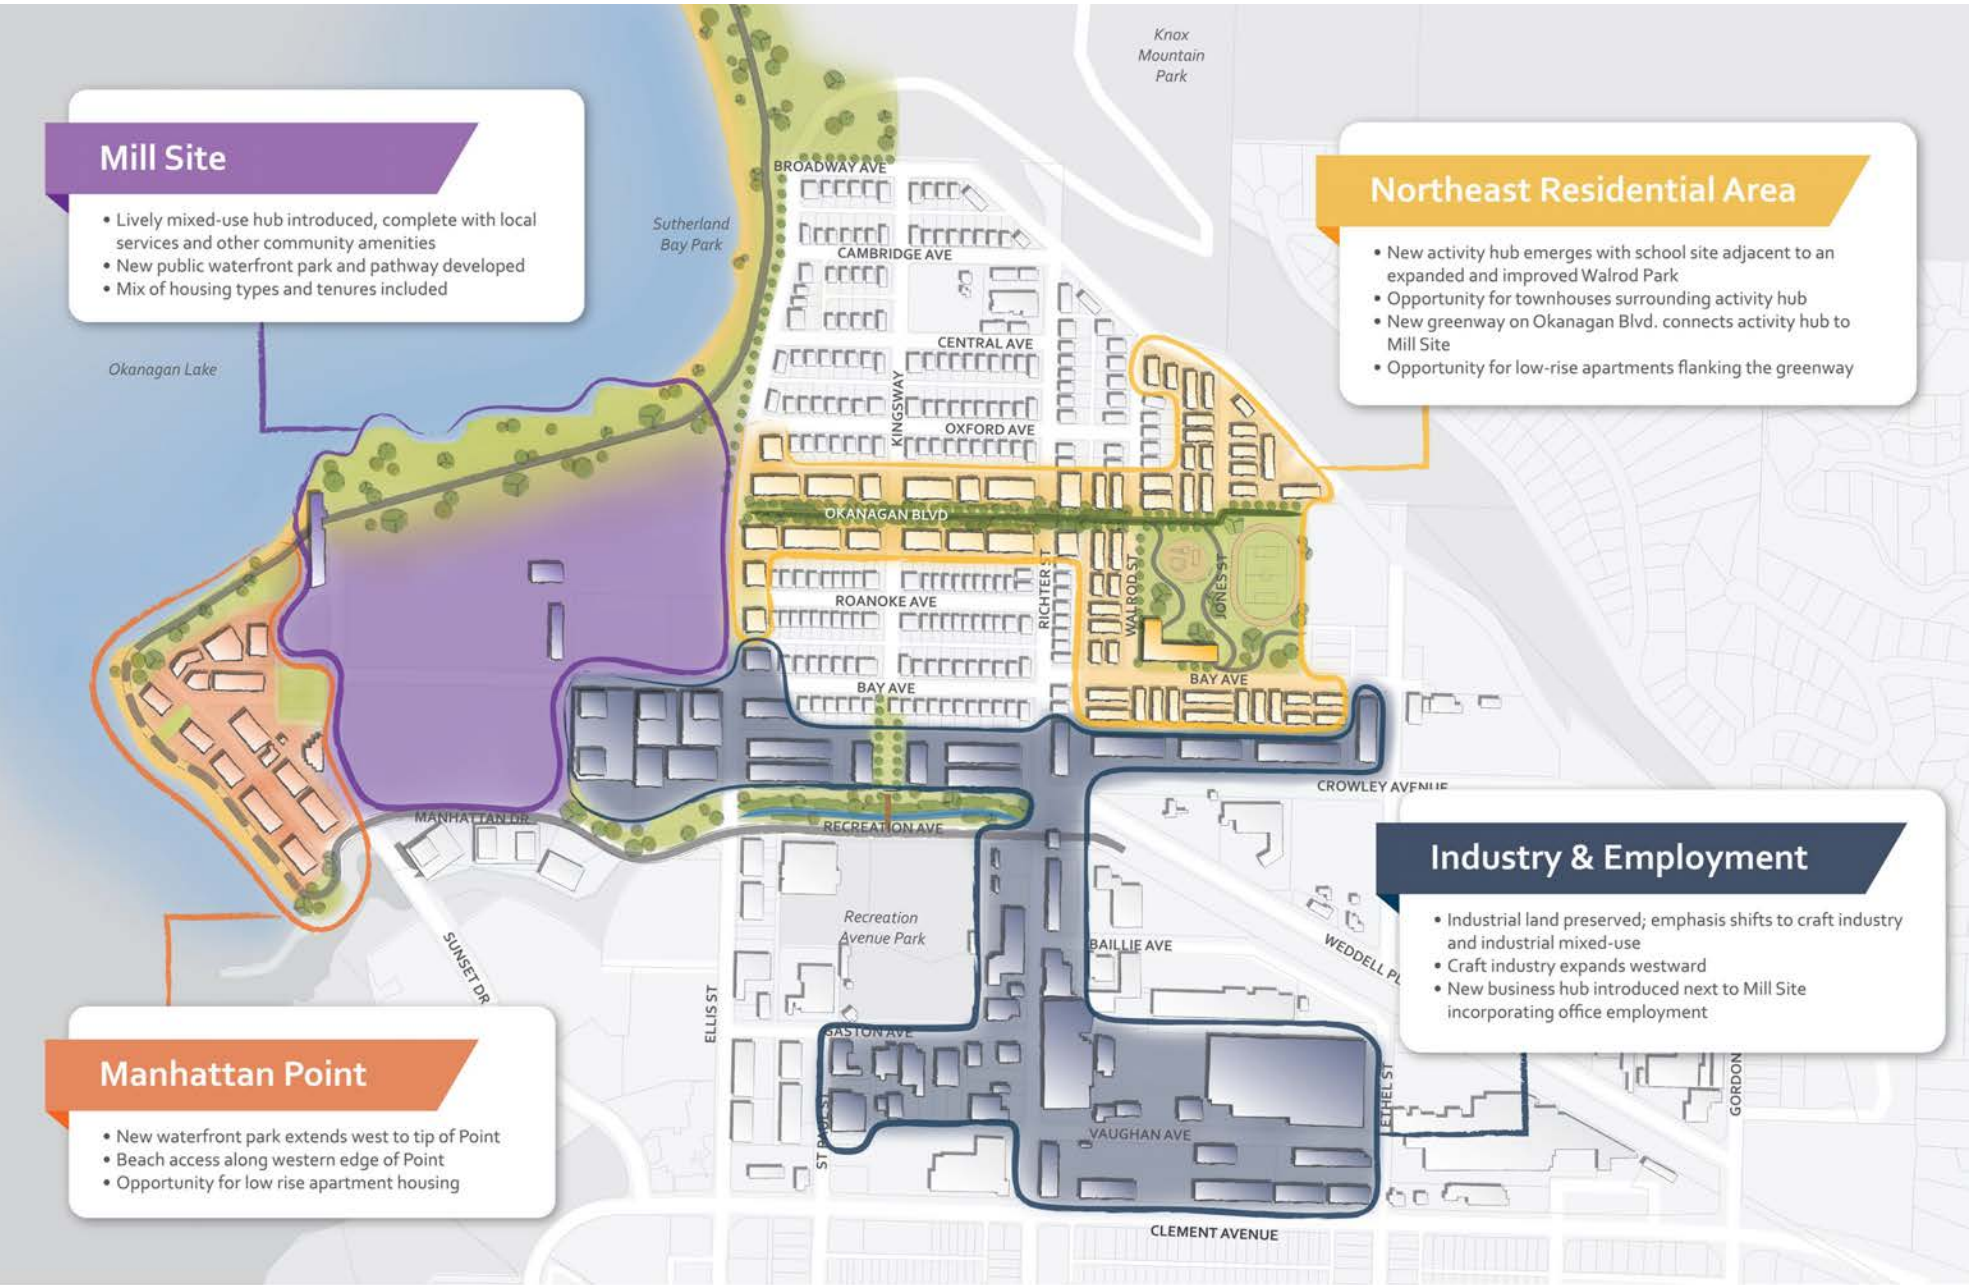 Knox
Mountain
Park
Mill Site
• Lively mixed-use hub introduced, complete with local
services and other community amenities
• New public waterfront park and pathway developed
• Mix of housing types and tenures included
Northeast Residential Area
• New activity hub emerges with school site adjacent to an
expanded and improved Walrod Park
• Opportunity for townhouses surrounding activity hub
• New greenway on Okanagan Blvd. connects activity hub to
Mill Site
• Opportunity for low-rise apartments flanking the greenway
BROADWAY AVE
Sutherland
Bay Park
CAMBRIDGE AVE
CENTRAL AVE
Okanagan Lake
KINGSWAY
OXFORD AVE
OKANAGAN BLVD
RICHTER ST
WALROD ST
JONES ST
ROANOKE AVE
BAY AVE
BAY AVE
CROWLEY AVENUE
MANHATTAN DR
RECREATION AVE
Industry & Employment
• Industrial land preserved; emphasis shifts to craft industry
and industrial mixed-use
• Craft industry expands westward
• New business hub introduced next to Mill Site
incorporating office employment
Recreation
Avenue Park
BAILLIE AVE
WEDDELL PL
SUNSET DR
ELLIS ST
GASTON AVE
Manhattan Point
• New waterfront park extends west to tip of Point
• Beach access along western edge of Point
• Opportunity for low rise apartment housing
ST PAUL ST
VAUGHAN AVE
ETHEL ST
GORDON
CLEMENT AVENUE